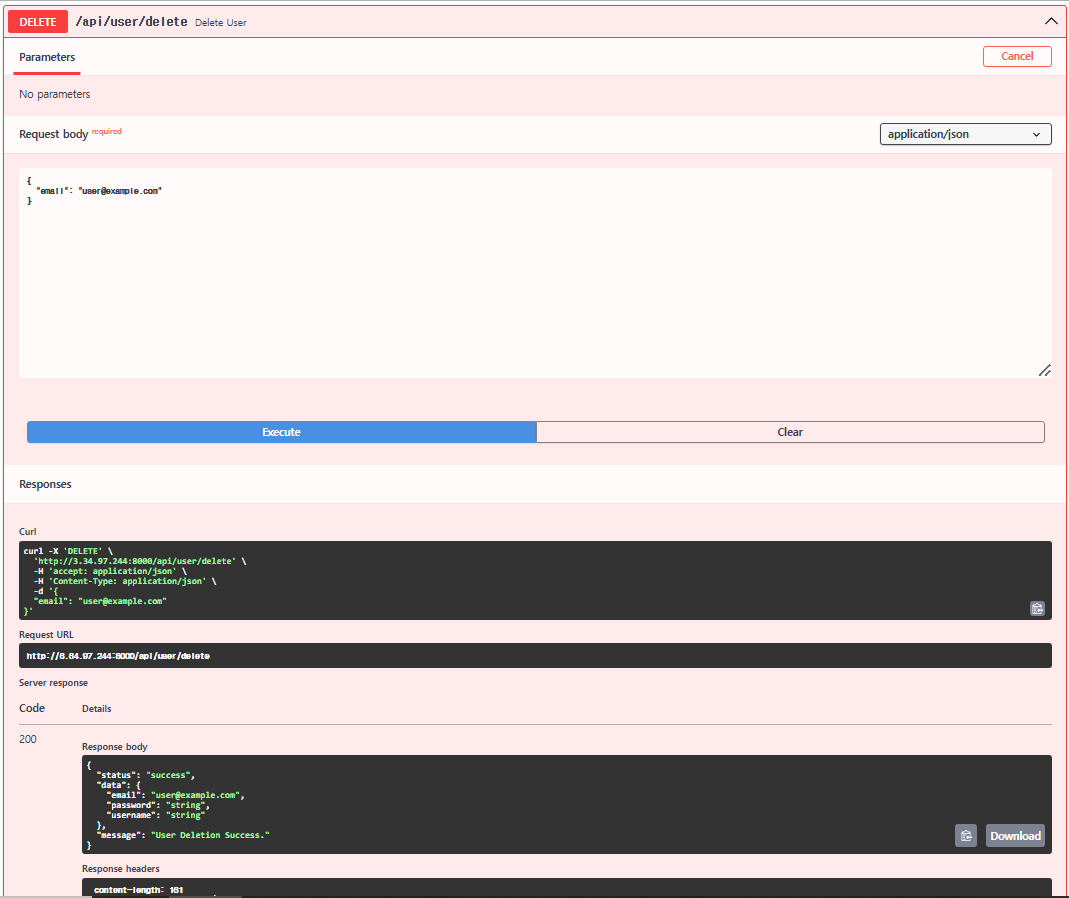 DELETE /api/user/delete Delete User
Parameters
Cancel
No parameters
Request body required
application/json
{
"email": "user@example.com"
}
Execute
Clear
Responses
Curl
curl -X 'DELETE' \
'http://3.34.97.244:8000/api/user/delete' \
-H 'accept: application/json' \
-H 'Content-Type: application/json' \
-d '{
"email": "user@example.com"
}'
Request URL
http://3.34.97.244:8000/api/user/delete
Server response
Code Details
200
Response body
{
"status": "success",
"data": {
"email": "user@example.com",
"password": "string",
"username": "string"
},
"message": "User Deletion Success."
}
Download
Response headers
content-length: 161